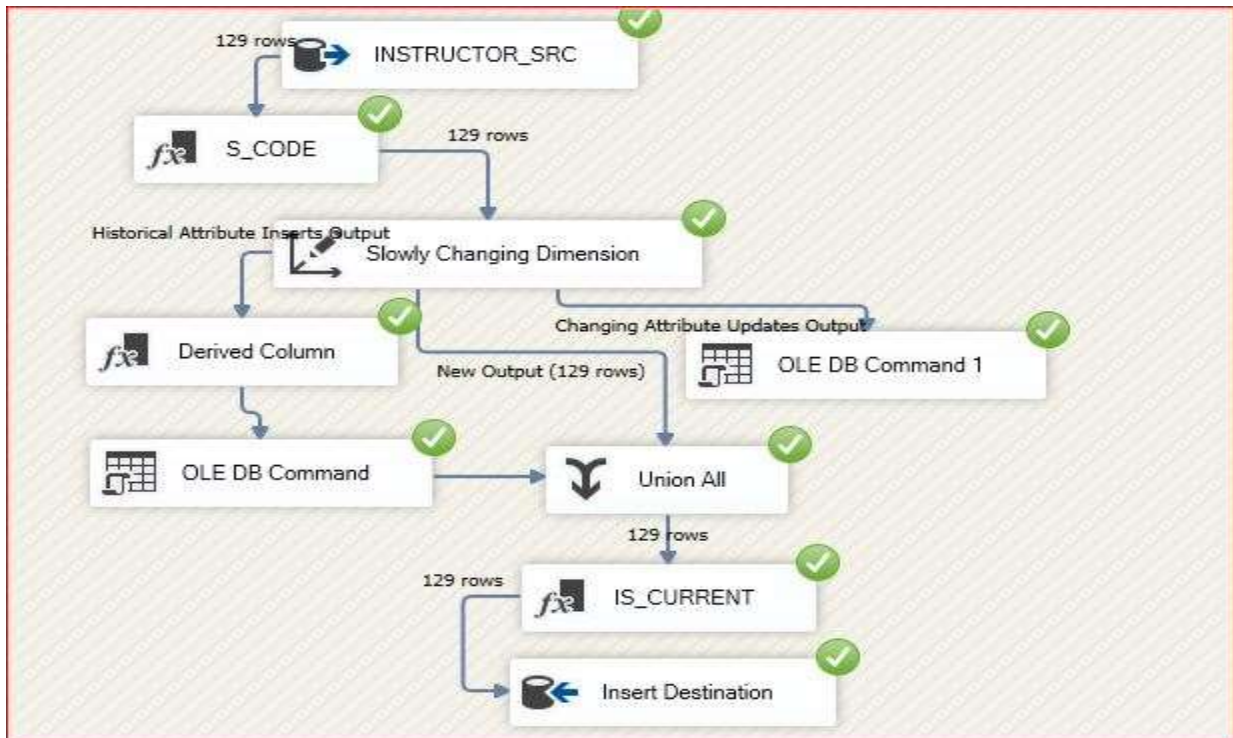 129 rows
INSTRUCTOR_SRC
S_CODE
129 rows
Historical Attribute Inserts Output
Slowly Changing Dimension
Derived Column
Changing Attribute Updates Output
New Output (129 rows)
OLE DB Command 1
OLE DB Command
Union All
129 rows
129 rows
IS_CURRENT
Insert Destination